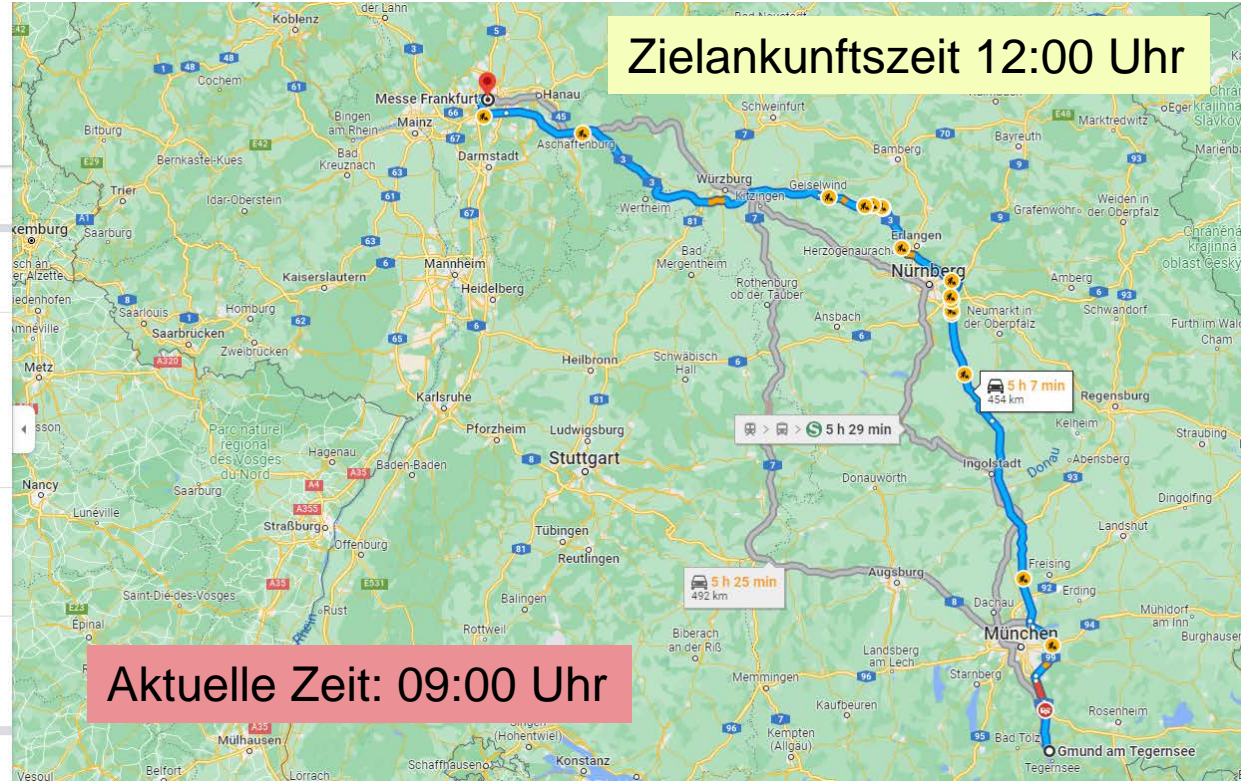 Zielankunftszeit 12:00 Uhr
der Lahn
Koblenz
Cochem
Messe Frankfurt
Hanau
Schweinfurt
Marktredwitz
Bitburg
Bingen
am Rhein
Mainz
Aschaffenburg
Bamberg
Bayreuth
Bernkastel-Kues
Bad
Kreuznach
Darmstadt
Würzburg
Geiselwind
Kitzingen
Trier
Idar-Oberstein
Wertheim
Grafenwöhr
Weiden in
der Oberpfalz
Saarburg
Bad
Mergentheim
Herzogenaurach
Erlangen
Nürnberg
Kaiserslautern
Mannheim
Heidelberg
Rothenburg
ob der Tauber
Amberg
Saarlouis
Homburg
Ansbach
Neumarkt in
der Oberpfalz
Schwandorf
Saarbrücken
Zweibrücken
Furth im Wald
Cham
Metz
Heilbronn
Schwäbisch
Hall
5 h 7 min
454 km
Karlsruhe
Regensburg
Parc naturel
régional
des Vosges
du Nord
Pforzheim
Ludwigsburg
5 h 29 min
Kelheim
Straubing
Hagenau
Baden-Baden
Stuttgart
Ingolstadt
Donau
Abensberg
Nancy
Saarburg
Donauwörth
Dingolfing
Lunéville
Straßburg
Offenburg
Tübingen
Reutlingen
Landshut
5 h 25 min
492 km
Augsburg
Freising
Erding
Saint-Dié-des-Vosges
Rust
Balingen
Dachau
Mühldorf
am Inn
Épinal
Rhein
Rottweil
Biberach
an der Riß
München
Burghausen
Landsberg
am Lech
Starnberg
Aktuelle Zeit: 09:00 Uhr
Memmingen
Kaufbeuren
Rosenheim
Singen
(Hohentwiel)
Kempten
(Allgäu)
Bad Tölz
Gmund am Tegernsee
Mülhausen
Schaffhausen
Konstanz
Tegernsee
Vesoul
Belfort
Lörrach